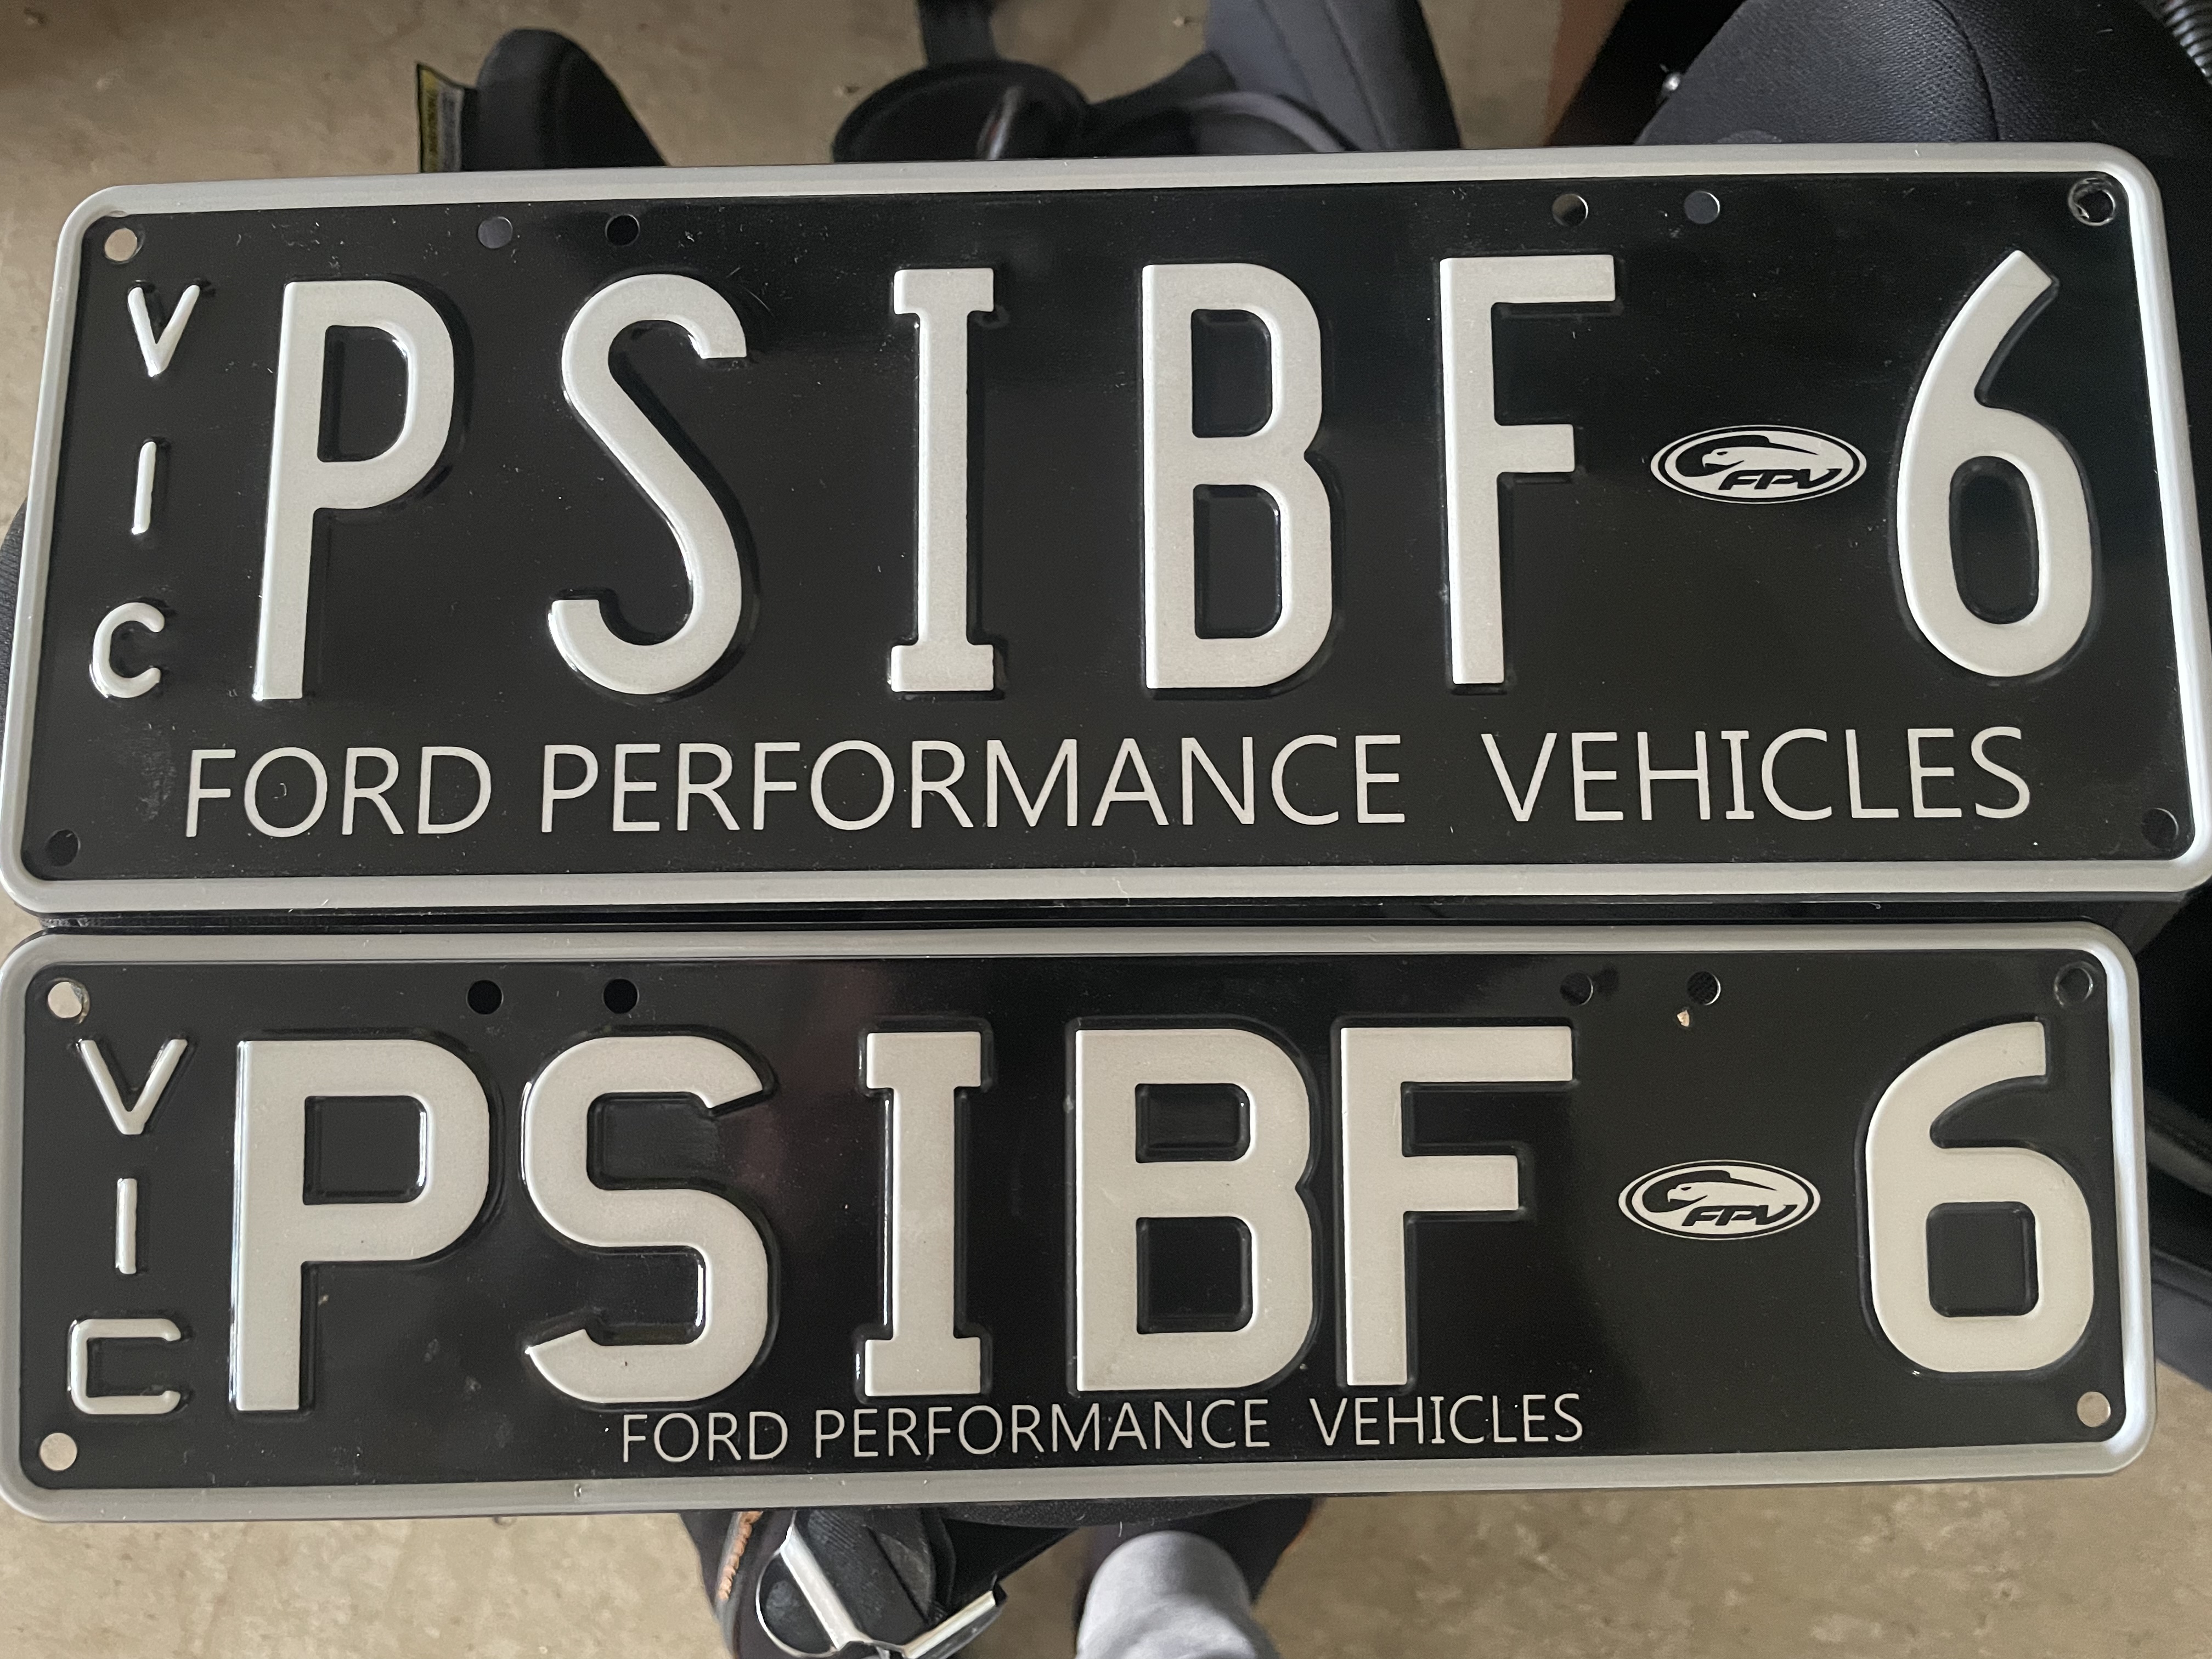 VIC
PSIBF FPV 6
FORD PERFORMANCE VEHICLES
VIC
PSIBF FPV 6
FORD PERFORMANCE VEHICLES